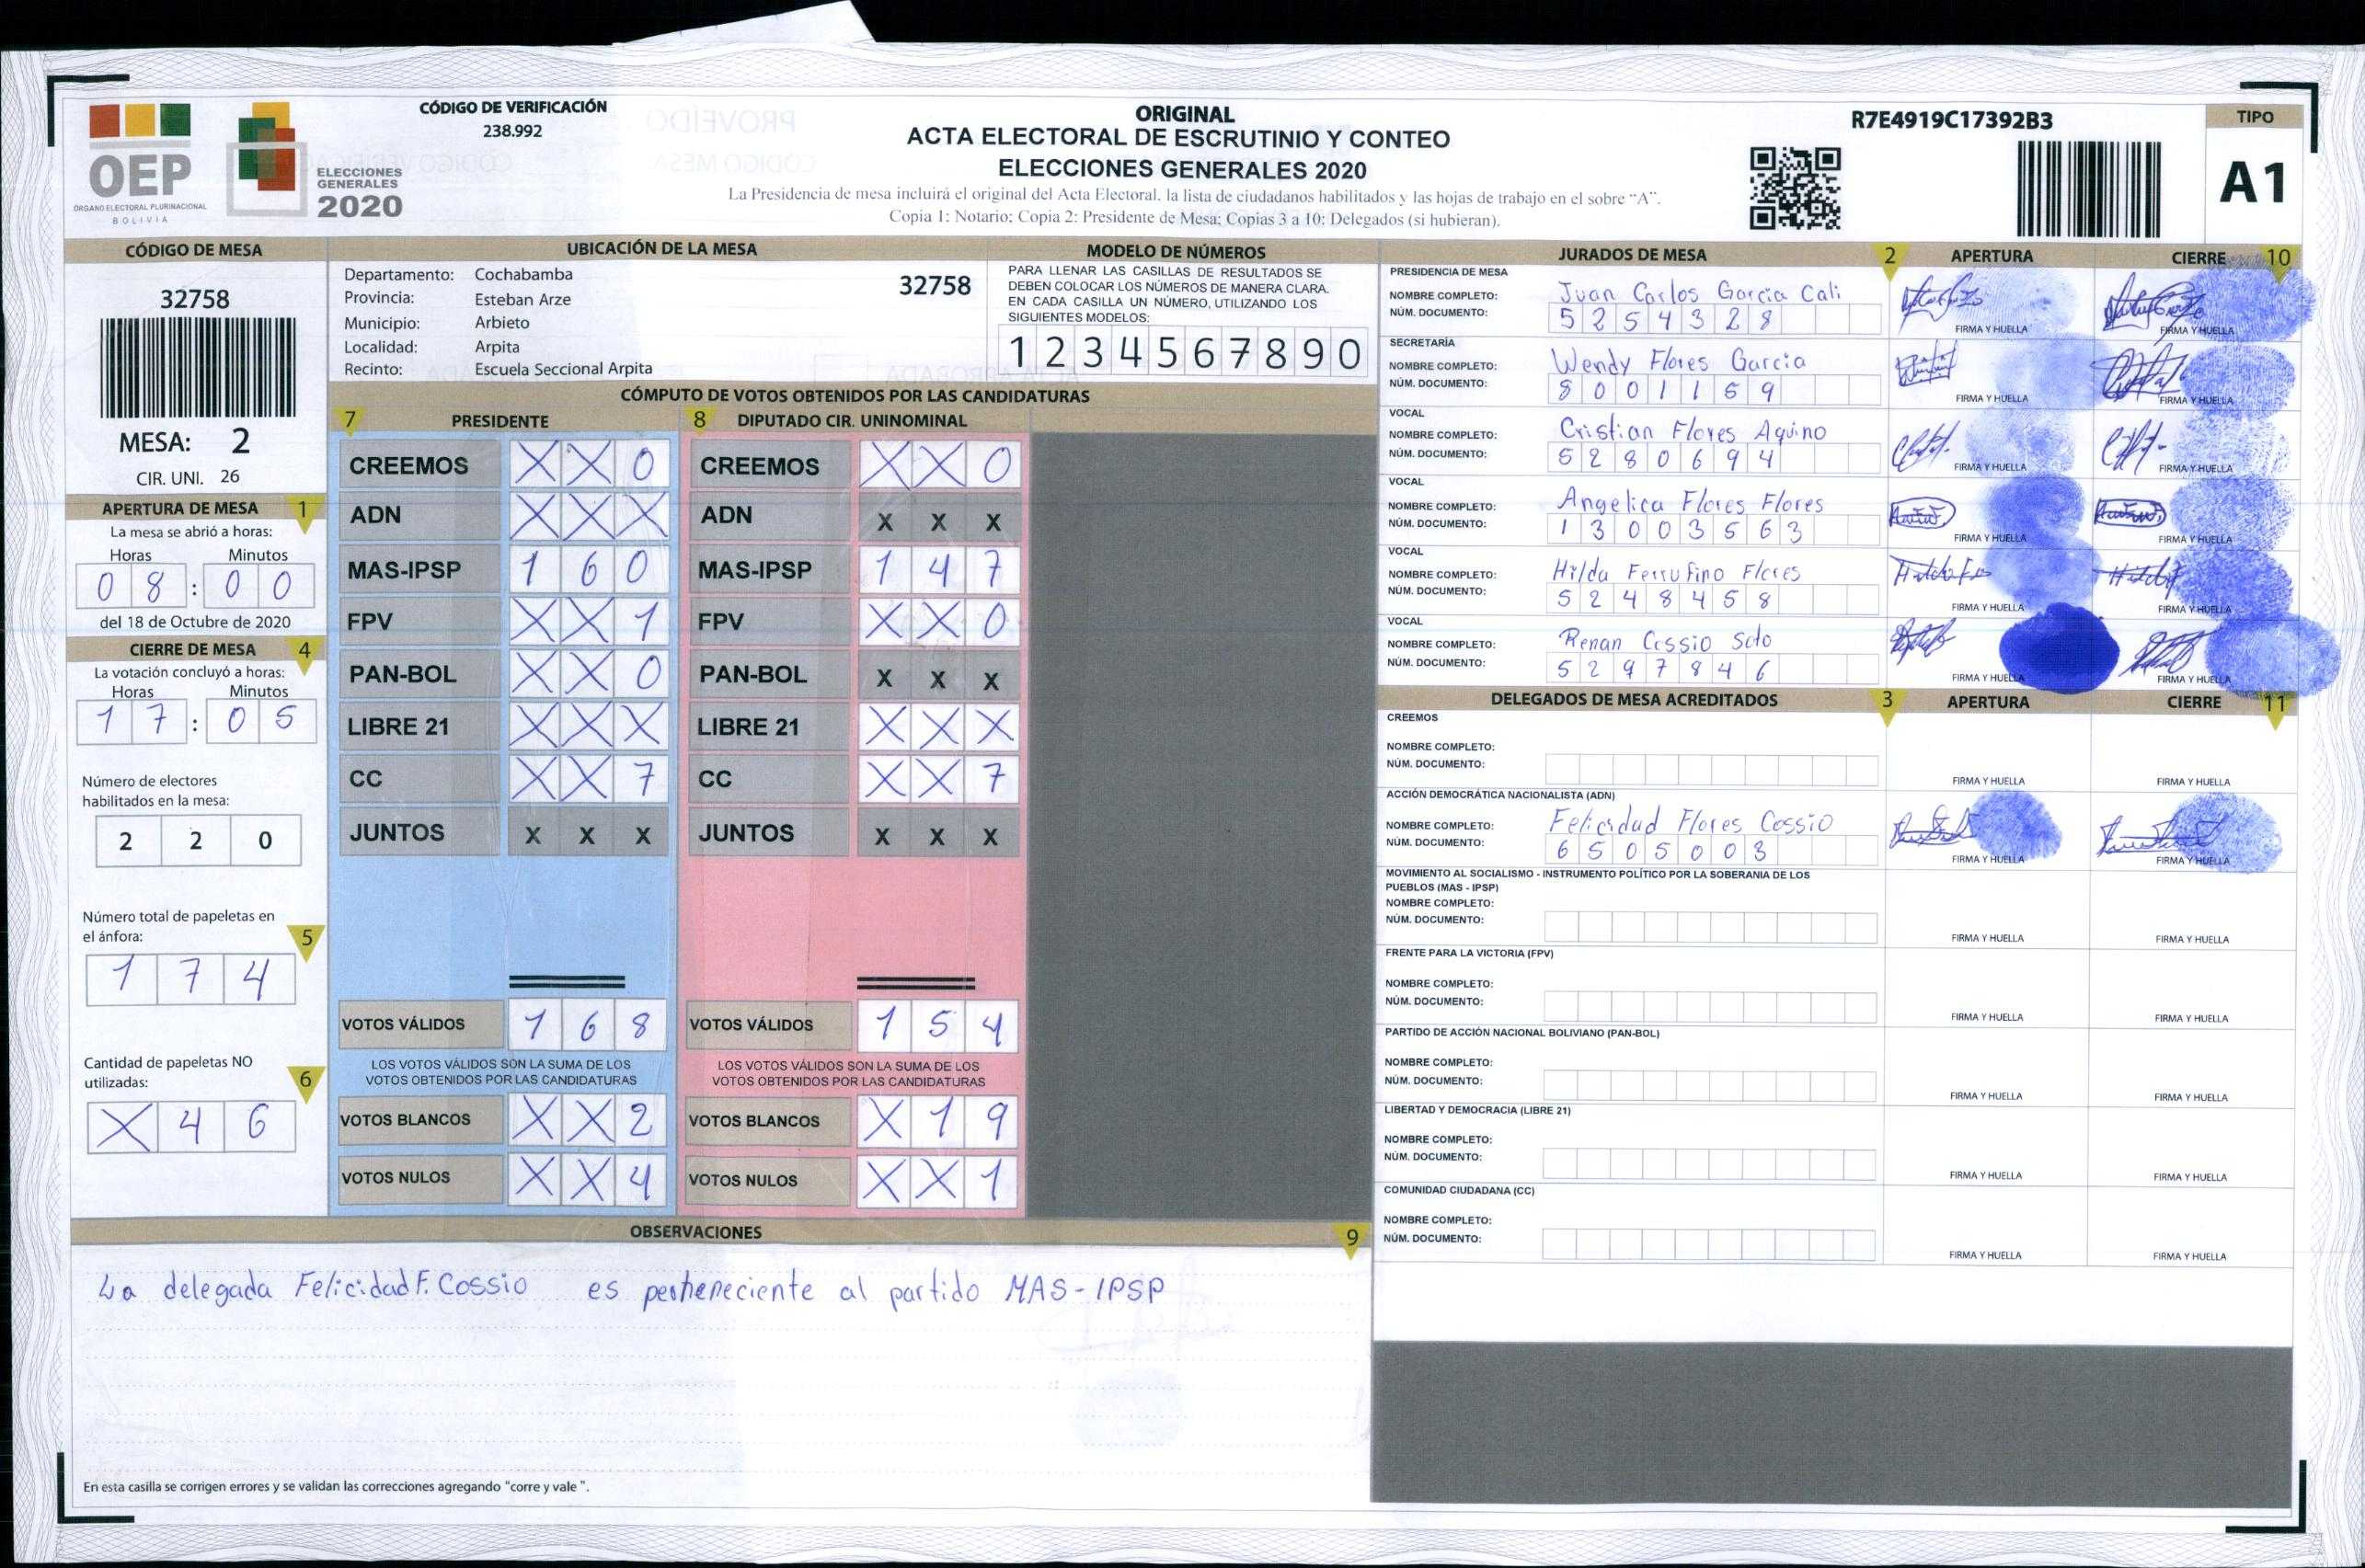 CÓDIGO DE VERIFICACIÓN
238.992
OEP
ÓRGANO ELECTORAL PLURINACIONAL
BOLIVIA
ELECCIONES
GENERALES
2020
ORIGINAL
ACTA ELECTORAL DE ESCRUTINIO Y CONTEO
ELECCIONES GENERALES 2020
La Presidencia de mesa incluirá el original del Acta Electoral, la lista de ciudadanos habilitados y las hojas de trabajo en el sobre "A".
Copia 1: Notario; Copia 2: Presidente de Mesa; Copias 3 a 10: Delegados (si hubieran).
R7E4919C17392B3
TIPO
A1
CÓDIGO DE MESA
32758
MESA: 2
CIR. UNI. 26
APERTURA DE MESA 1
La mesa se abrió a horas:
Horas Minutos
0 8 : 0 0
del 18 de Octubre de 2020
CIERRE DE MESA 4
La votación concluyó a horas:
Horas Minutos
1 7 : 0 5
Número de electores
habilitados en la mesa:
2 2 0
Número total de papeletas en
el ánfora: 5
1 7 4
Cantidad de papeletas NO
utilizadas: 6
X 4 6
UBICACIÓN DE LA MESA
Departamento: Cochabamba 32758
Provincia: Esteban Arze
Municipio: Arbieto
Localidad: Arpita
Recinto: Escuela Seccional Arpita
MODELO DE NÚMEROS
PARA LLENAR LAS CASILLAS DE RESULTADOS SE
DEBEN COLOCAR LOS NÚMEROS DE MANERA CLARA.
EN CADA CASILLA UN NÚMERO, UTILIZANDO LOS
SIGUIENTES MODELOS:
1 2 3 4 5 6 7 8 9 0
CÓMPUTO DE VOTOS OBTENIDOS POR LAS CANDIDATURAS
7 PRESIDENTE
CREEMOS X X 0
ADN X X X
MAS-IPSP 1 6 0
FPV X X 1
PAN-BOL X X 0
LIBRE 21 X X X
CC X X 7
JUNTOS X X X
VOTOS VÁLIDOS 1 6 8
LOS VOTOS VÁLIDOS SON LA SUMA DE LOS
VOTOS OBTENIDOS POR LAS CANDIDATURAS
VOTOS BLANCOS X X 2
VOTOS NULOS X X 4
8 DIPUTADO CIR. UNINOMINAL
CREEMOS X X 0
ADN X X X
MAS-IPSP 1 4 7
FPV X X 0
PAN-BOL X X X
LIBRE 21 X X X
CC X X 7
JUNTOS X X X
VOTOS VÁLIDOS 1 5 4
LOS VOTOS VÁLIDOS SON LA SUMA DE LOS
VOTOS OBTENIDOS POR LAS CANDIDATURAS
VOTOS BLANCOS X 1 9
VOTOS NULOS X X 1
OBSERVACIONES 9
La delegada Felicidad F. Cossio es perteneciente al partido MAS-IPSP
En esta casilla se corrigen errores y se validan las correcciones agregando "corre y vale ".
JURADOS DE MESA 2 APERTURA CIERRE 10
PRESIDENCIA DE MESA
NOMBRE COMPLETO: Juan Carlos Garcia Cali
NÚM. DOCUMENTO: 5 2 5 4 3 2 8
FIRMA Y HUELLA FIRMA Y HUELLA
SECRETARÍA
NOMBRE COMPLETO: Wendy Flores Garcia
NÚM. DOCUMENTO: 8 0 0 1 1 5 9
FIRMA Y HUELLA FIRMA Y HUELLA
VOCAL
NOMBRE COMPLETO: Cristian Flores Aquino
NÚM. DOCUMENTO: 5 2 8 0 6 9 4
FIRMA Y HUELLA FIRMA Y HUELLA
VOCAL
NOMBRE COMPLETO: Angelica Flores Flores
NÚM. DOCUMENTO: 1 3 0 0 3 5 6 3
FIRMA Y HUELLA FIRMA Y HUELLA
VOCAL
NOMBRE COMPLETO: Hilda Ferrufino Flores
NÚM. DOCUMENTO: 5 2 4 8 4 5 8
FIRMA Y HUELLA FIRMA Y HUELLA
VOCAL
NOMBRE COMPLETO: Renan Cossio Soto
NÚM. DOCUMENTO: 5 2 9 7 8 4 6
FIRMA Y HUELLA FIRMA Y HUELLA
DELEGADOS DE MESA ACREDITADOS 3 APERTURA CIERRE 11
CREEMOS
NOMBRE COMPLETO:
NÚM. DOCUMENTO:
FIRMA Y HUELLA FIRMA Y HUELLA
ACCIÓN DEMOCRÁTICA NACIONALISTA (ADN)
NOMBRE COMPLETO: Felicidad Flores Cossio
NÚM. DOCUMENTO: 6 5 0 5 0 0 3
FIRMA Y HUELLA FIRMA Y HUELLA
MOVIMIENTO AL SOCIALISMO - INSTRUMENTO POLÍTICO POR LA SOBERANIA DE LOS
PUEBLOS (MAS - IPSP)
NOMBRE COMPLETO:
NÚM. DOCUMENTO:
FIRMA Y HUELLA FIRMA Y HUELLA
FRENTE PARA LA VICTORIA (FPV)
NOMBRE COMPLETO:
NÚM. DOCUMENTO:
FIRMA Y HUELLA FIRMA Y HUELLA
PARTIDO DE ACCIÓN NACIONAL BOLIVIANO (PAN-BOL)
NOMBRE COMPLETO:
NÚM. DOCUMENTO:
FIRMA Y HUELLA FIRMA Y HUELLA
LIBERTAD Y DEMOCRACIA (LIBRE 21)
NOMBRE COMPLETO:
NÚM. DOCUMENTO:
FIRMA Y HUELLA FIRMA Y HUELLA
COMUNIDAD CIUDADANA (CC)
NOMBRE COMPLETO:
NÚM. DOCUMENTO:
FIRMA Y HUELLA FIRMA Y HUELLA